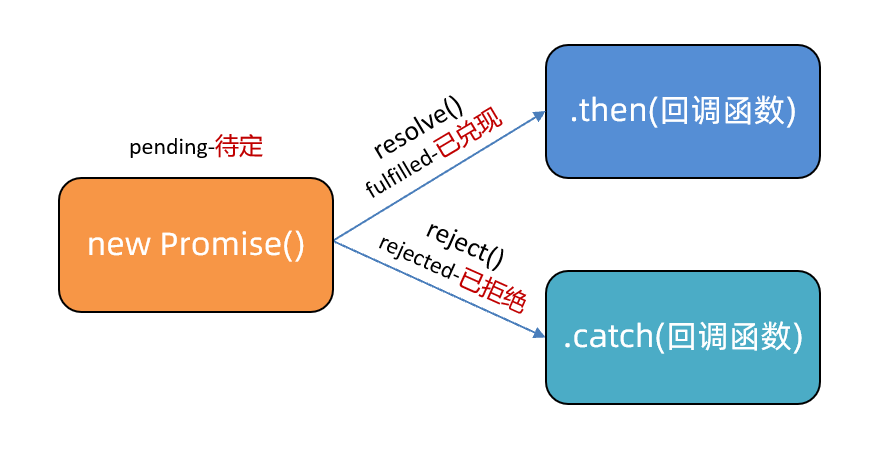 pending-待定
new Promise()
resolve()
fulfilled-已兑现
.then(回调函数)
reject()
rejected-已拒绝
.catch(回调函数)